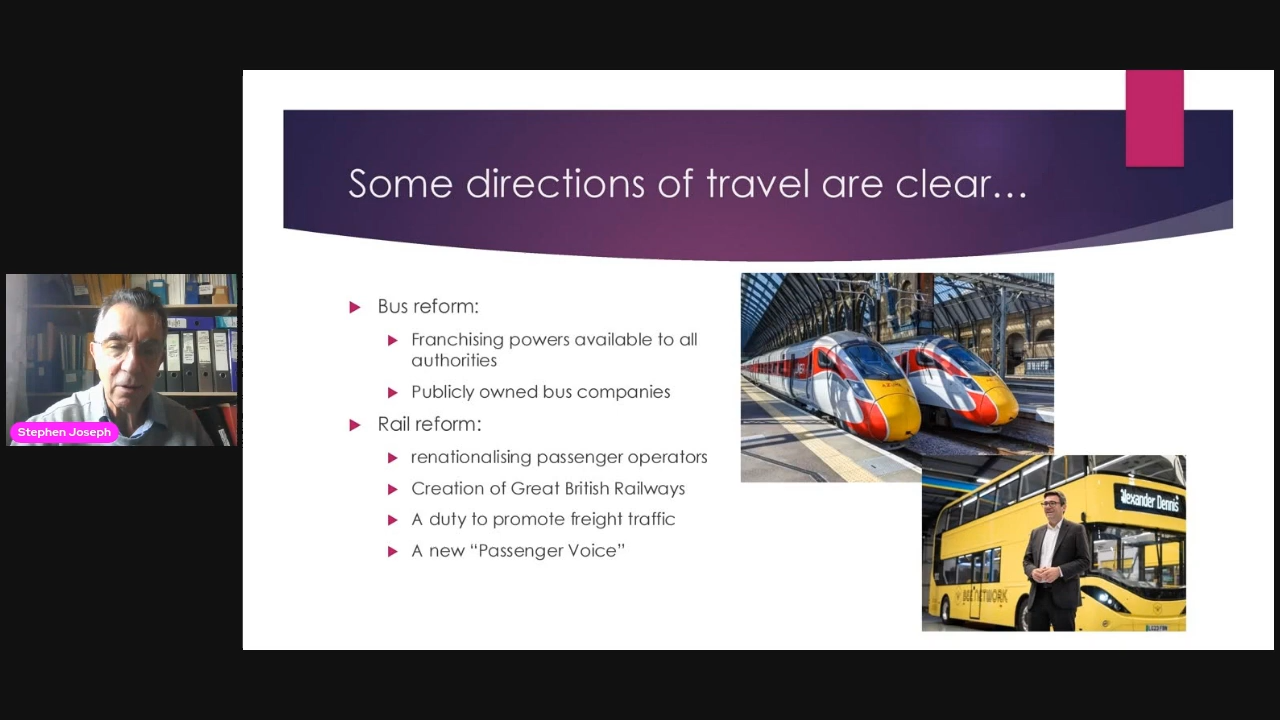 Some directions of travel are clear...
Bus reform:
Franchising powers available to all
authorities
Publicly owned bus companies
Rail reform:
renationalising passenger operators
Creation of Great British Railways
A duty to promote freight traffic
A new “Passenger Voice”
Alexander Dennis
BEE NETWORK
Stephen Joseph